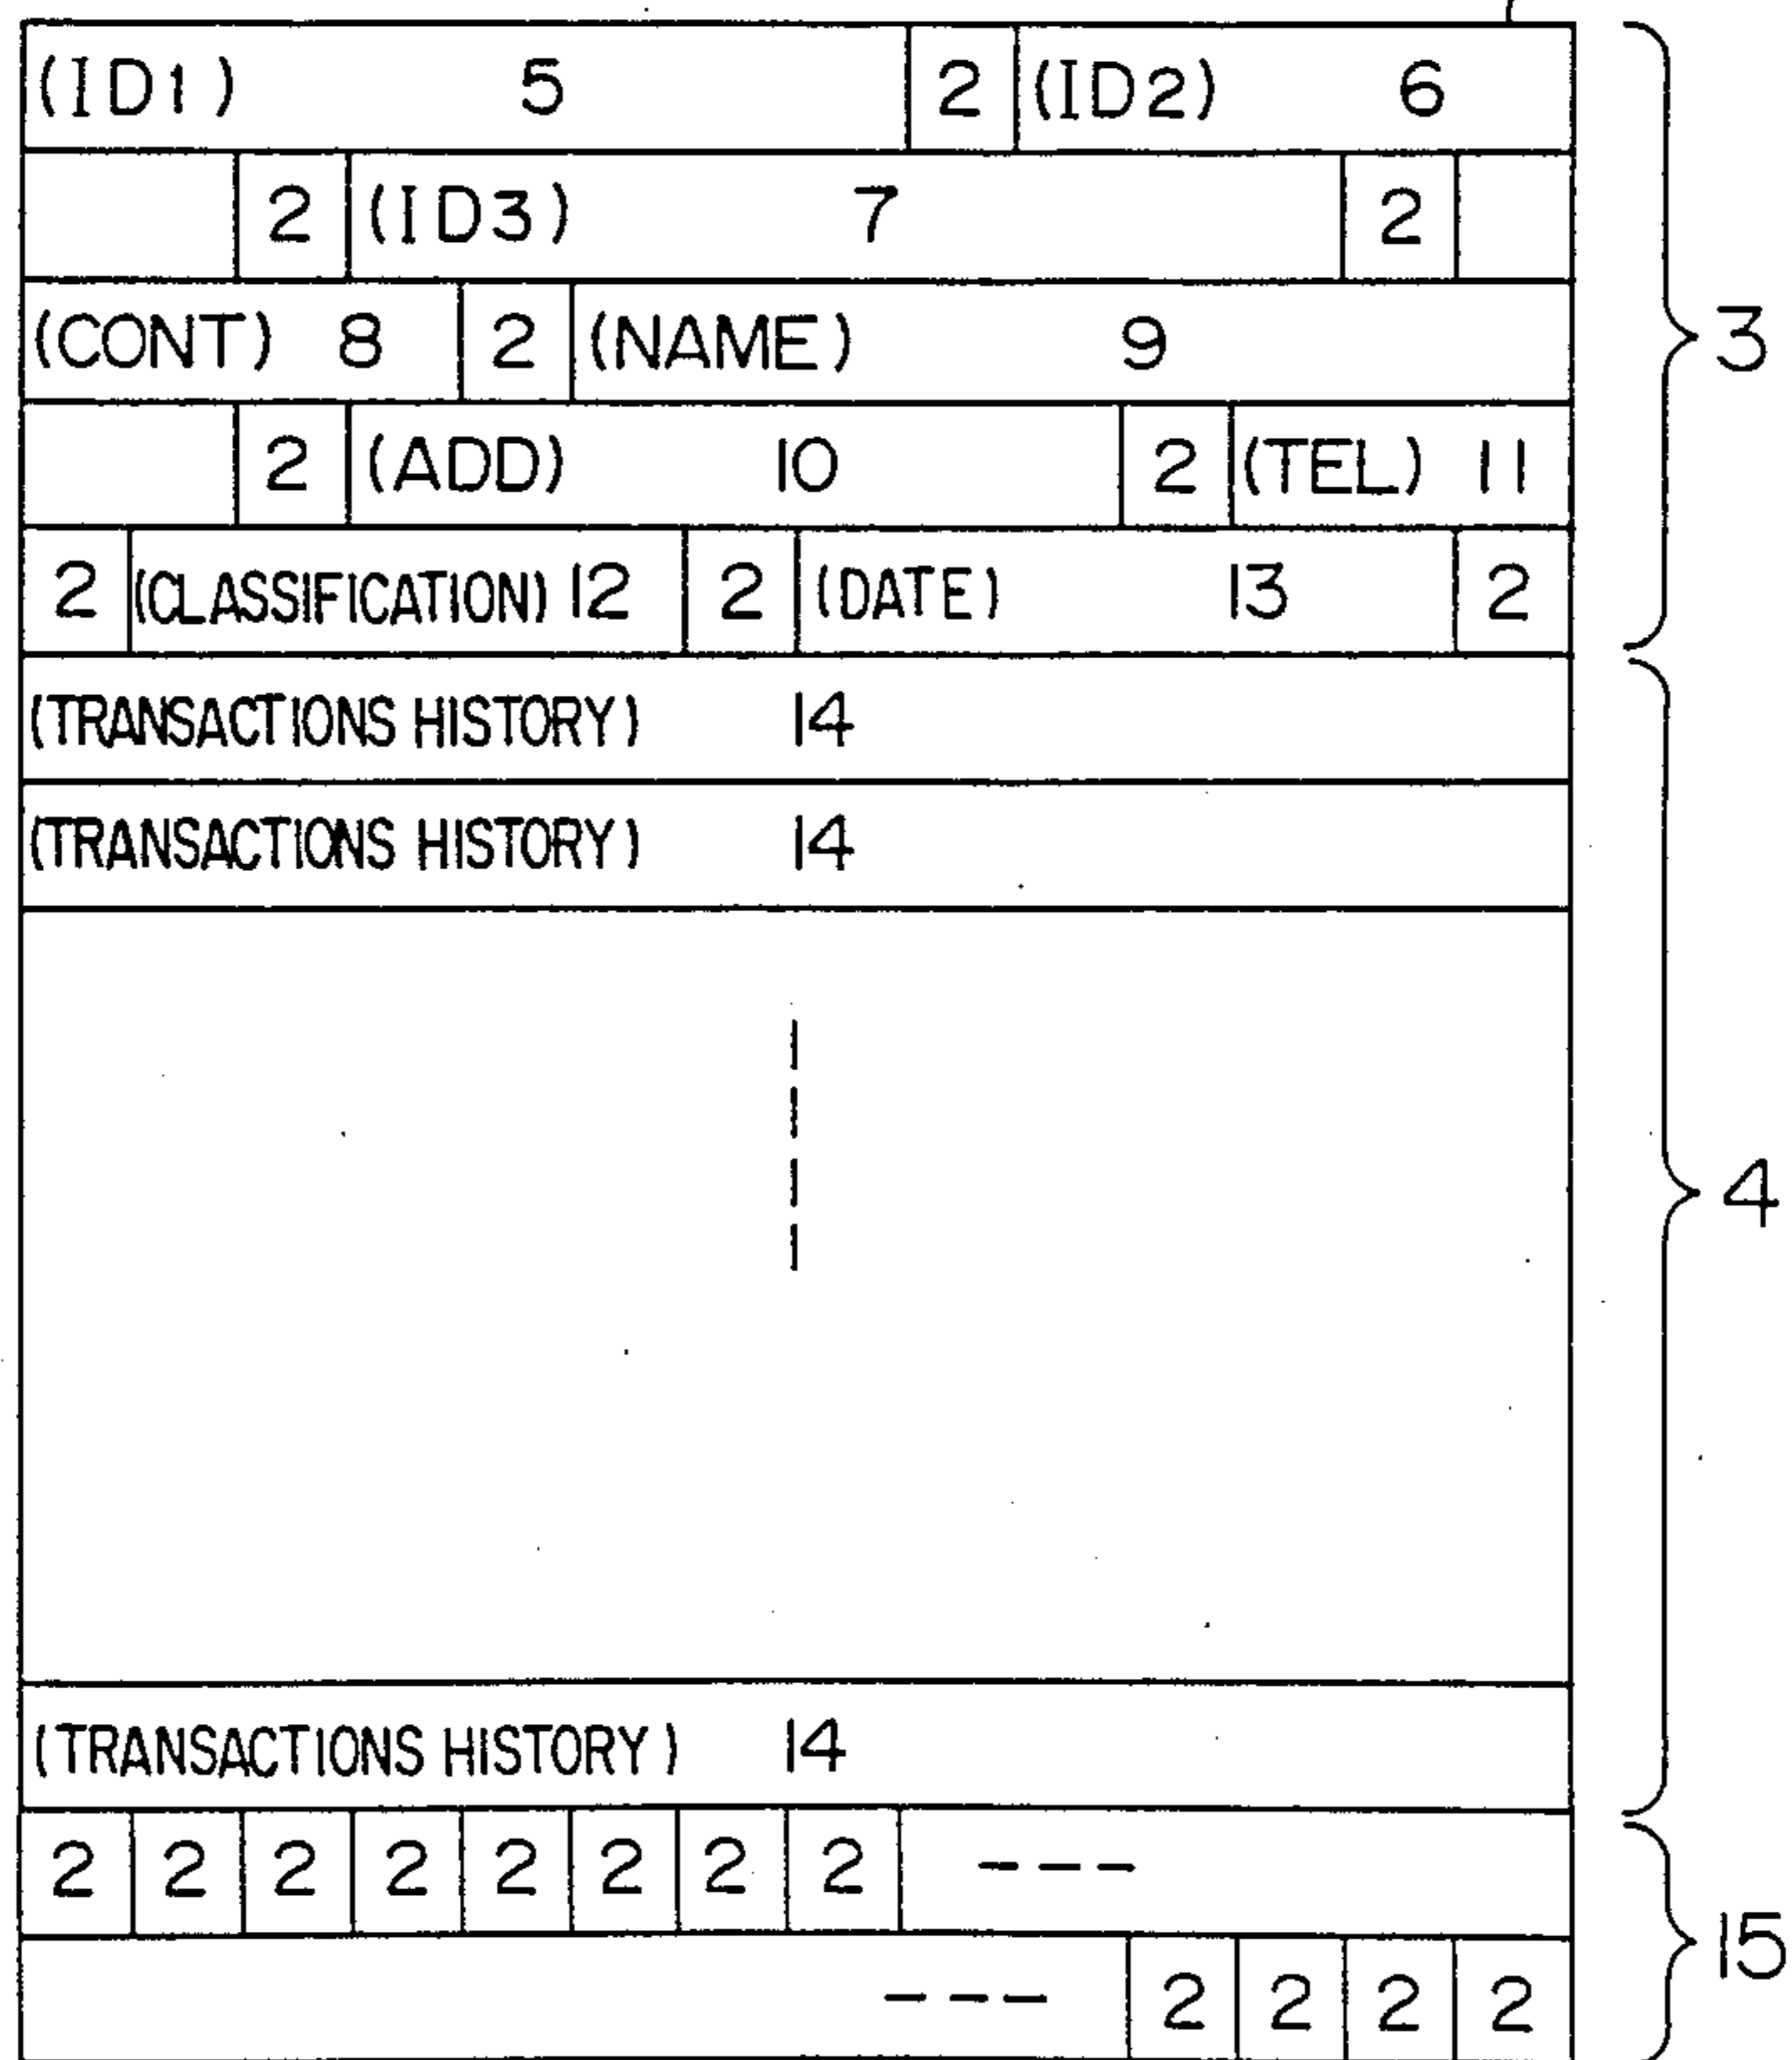 (ID1) 5 2 (ID2) 6
2 (ID3) 7 2
(CONT) 8 2 (NAME) 9
3
2 (ADD) 10 2 (TEL) 11
2 (CLASSIFICATION) 12 2 (DATE) 13 2
(TRANSACTIONS HISTORY) 14
(TRANSACTIONS HISTORY) 14
4
(TRANSACTIONS HISTORY) 14
2 2 2 2 2 2 2 2 ---
15
--- 2 2 2 2